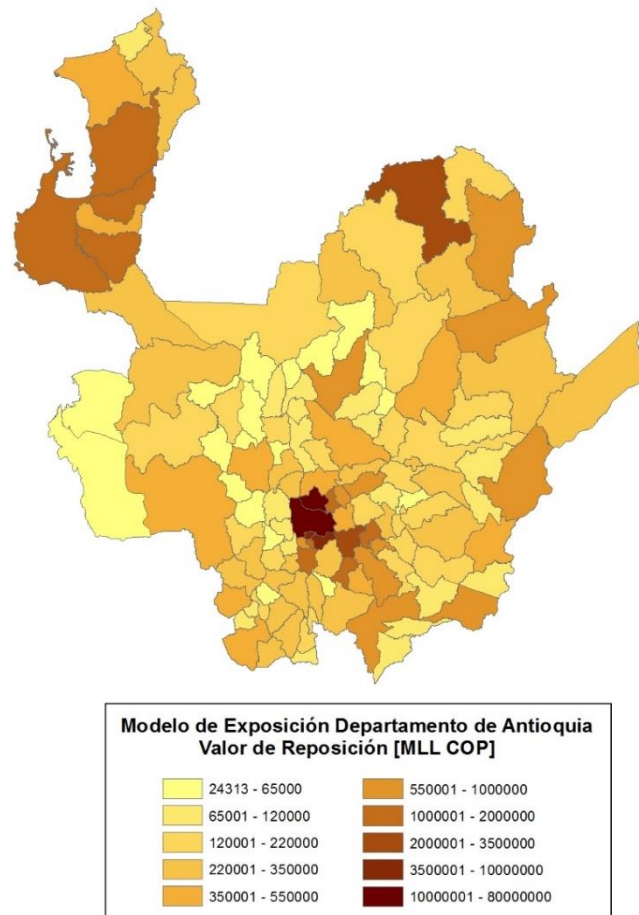 Modelo de Exposición Departamento de Antioquia
Valor de Reposición [MLL COP]
24313 - 65000
65001 - 120000
120001 - 220000
220001 - 350000
350001 - 550000
550001 - 1000000
1000001 - 2000000
2000001 - 3500000
3500001 - 10000000
10000001 - 80000000